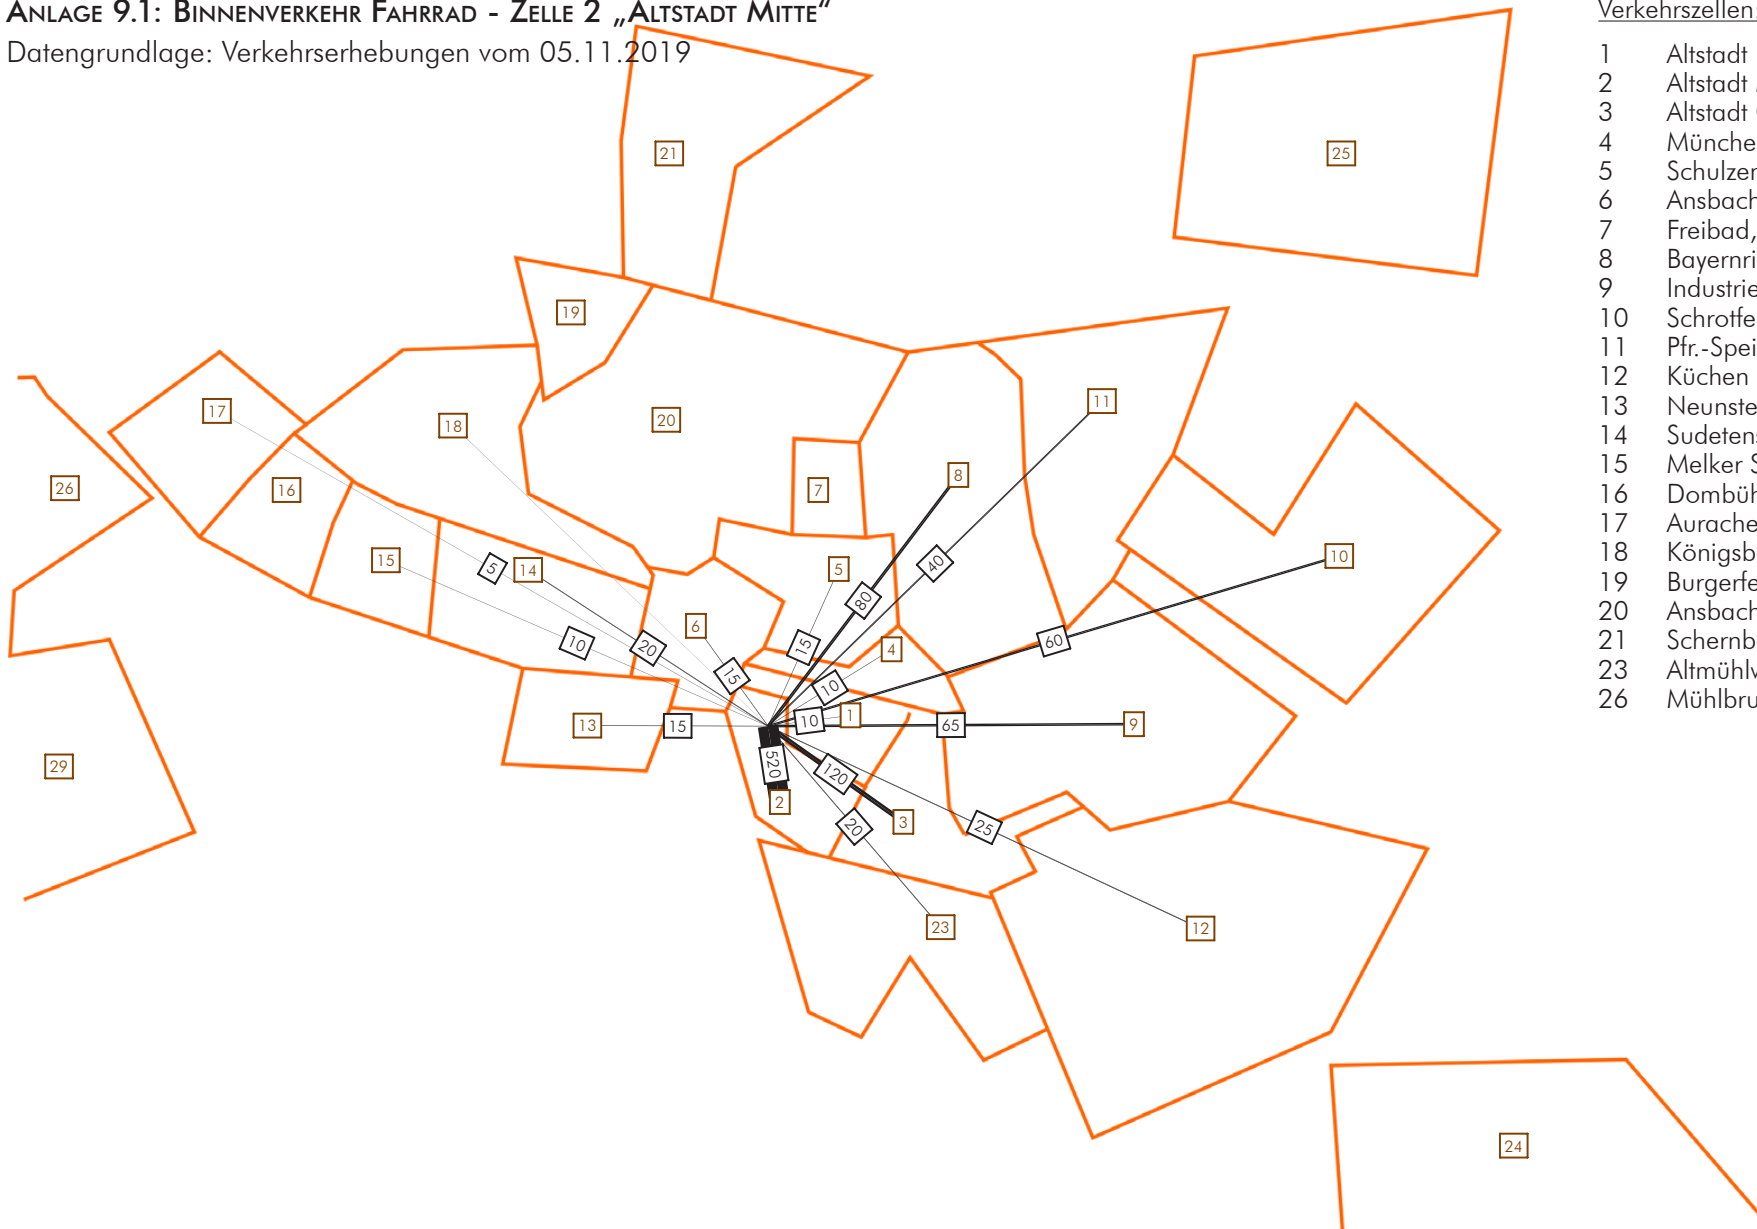 ANLAGE 9.1: BINNENVERKEHR FAHRRAD - ZELLE 2 „ALTSTADT MITTE“
Datengrundlage: Verkehrserhebungen vom 05.11.2019
Verkehrszellen:
1 Altstadt
2 Altstadt
3 Altstadt
4 Münche
5 Schulzer
6 Ansbach
7 Freibad,
8 Bayernri
9 Industrie
10 Schrotfe
11 Pfr.-Spei
12 Küchen
13 Neunste
14 Sudetens
15 Melker S
16 Dombüh
17 Aurache
18 Königsb
19 Burgerfe
20 Ansbach
21 Schernb
23 Altmühlv
26 Mühlbru
21
25
19
17
18
20
11
26
16
7
8
15
5
14
5
40
10
80
6
10
20
15
4
60
15
10
13
15
10
1
65
9
29
520
120
2
20
3
25
23
12
24